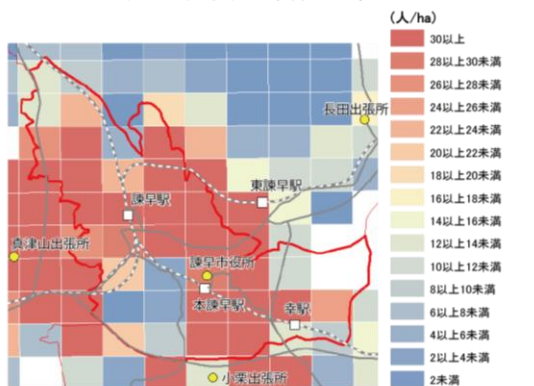 (人/ha)
30以上
28以上30未満
26以上28未満
24以上26未満
22以上24未満
20以上22未満
18以上20未満
16以上18未満
14以上16未満
12以上14未満
10以上12未満
8以上10未満
6以上8未満
4以上6未満
2以上4未満
2未満
長田出張所
東諫早駅
諫早駅
真津山出張所
諫早市役所
本諫早駅
幸駅
小栗出張所